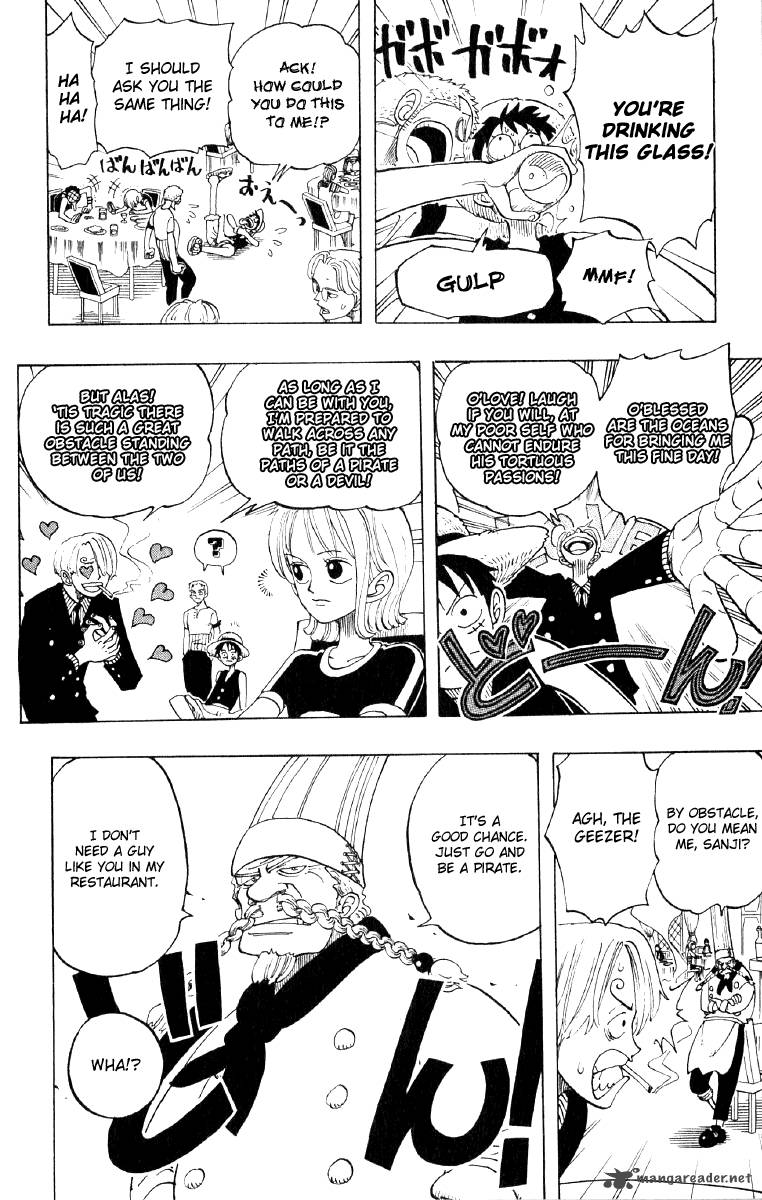 YOU'RE
DRINKING
THIS GLASS!
ガボガボォ
MMF!
GULP
ACK!
HOW COULD
YOU DO THIS
TO ME!?
I SHOULD
ASK YOU THE
SAME THING!
HA
HA
HA!
ばんばんばん
おえーっ
O'BLESSED
ARE THE OCEANS
FOR BRINGING ME
THIS FINE DAY!
O'LOVE! LAUGH
IF YOU WILL, AT
MY POOR SELF WHO
CANNOT ENDURE
HIS TORTUOUS
PASSIONS!
どーーん!
AS LONG AS I
CAN BE WITH YOU,
I'M PREPARED TO
WALK ACROSS ANY
PATH, BE IT THE
PATHS OF A PIRATE
OR A DEVIL!
BUT ALAS!
'TIS TRAGIC THERE
IS SUCH A GREAT
OBSTACLE STANDING
BETWEEN THE TWO
OF US!
?
BY OBSTACLE,
DO YOU MEAN
ME, SANJI?
AGH, THE
GEEZER!
IT'S A
GOOD CHANCE.
JUST GO AND
BE A PIRATE.
I DON'T
NEED A GUY
LIKE YOU IN MY
RESTAURANT.
WHA!?
どん!
mangareader.net